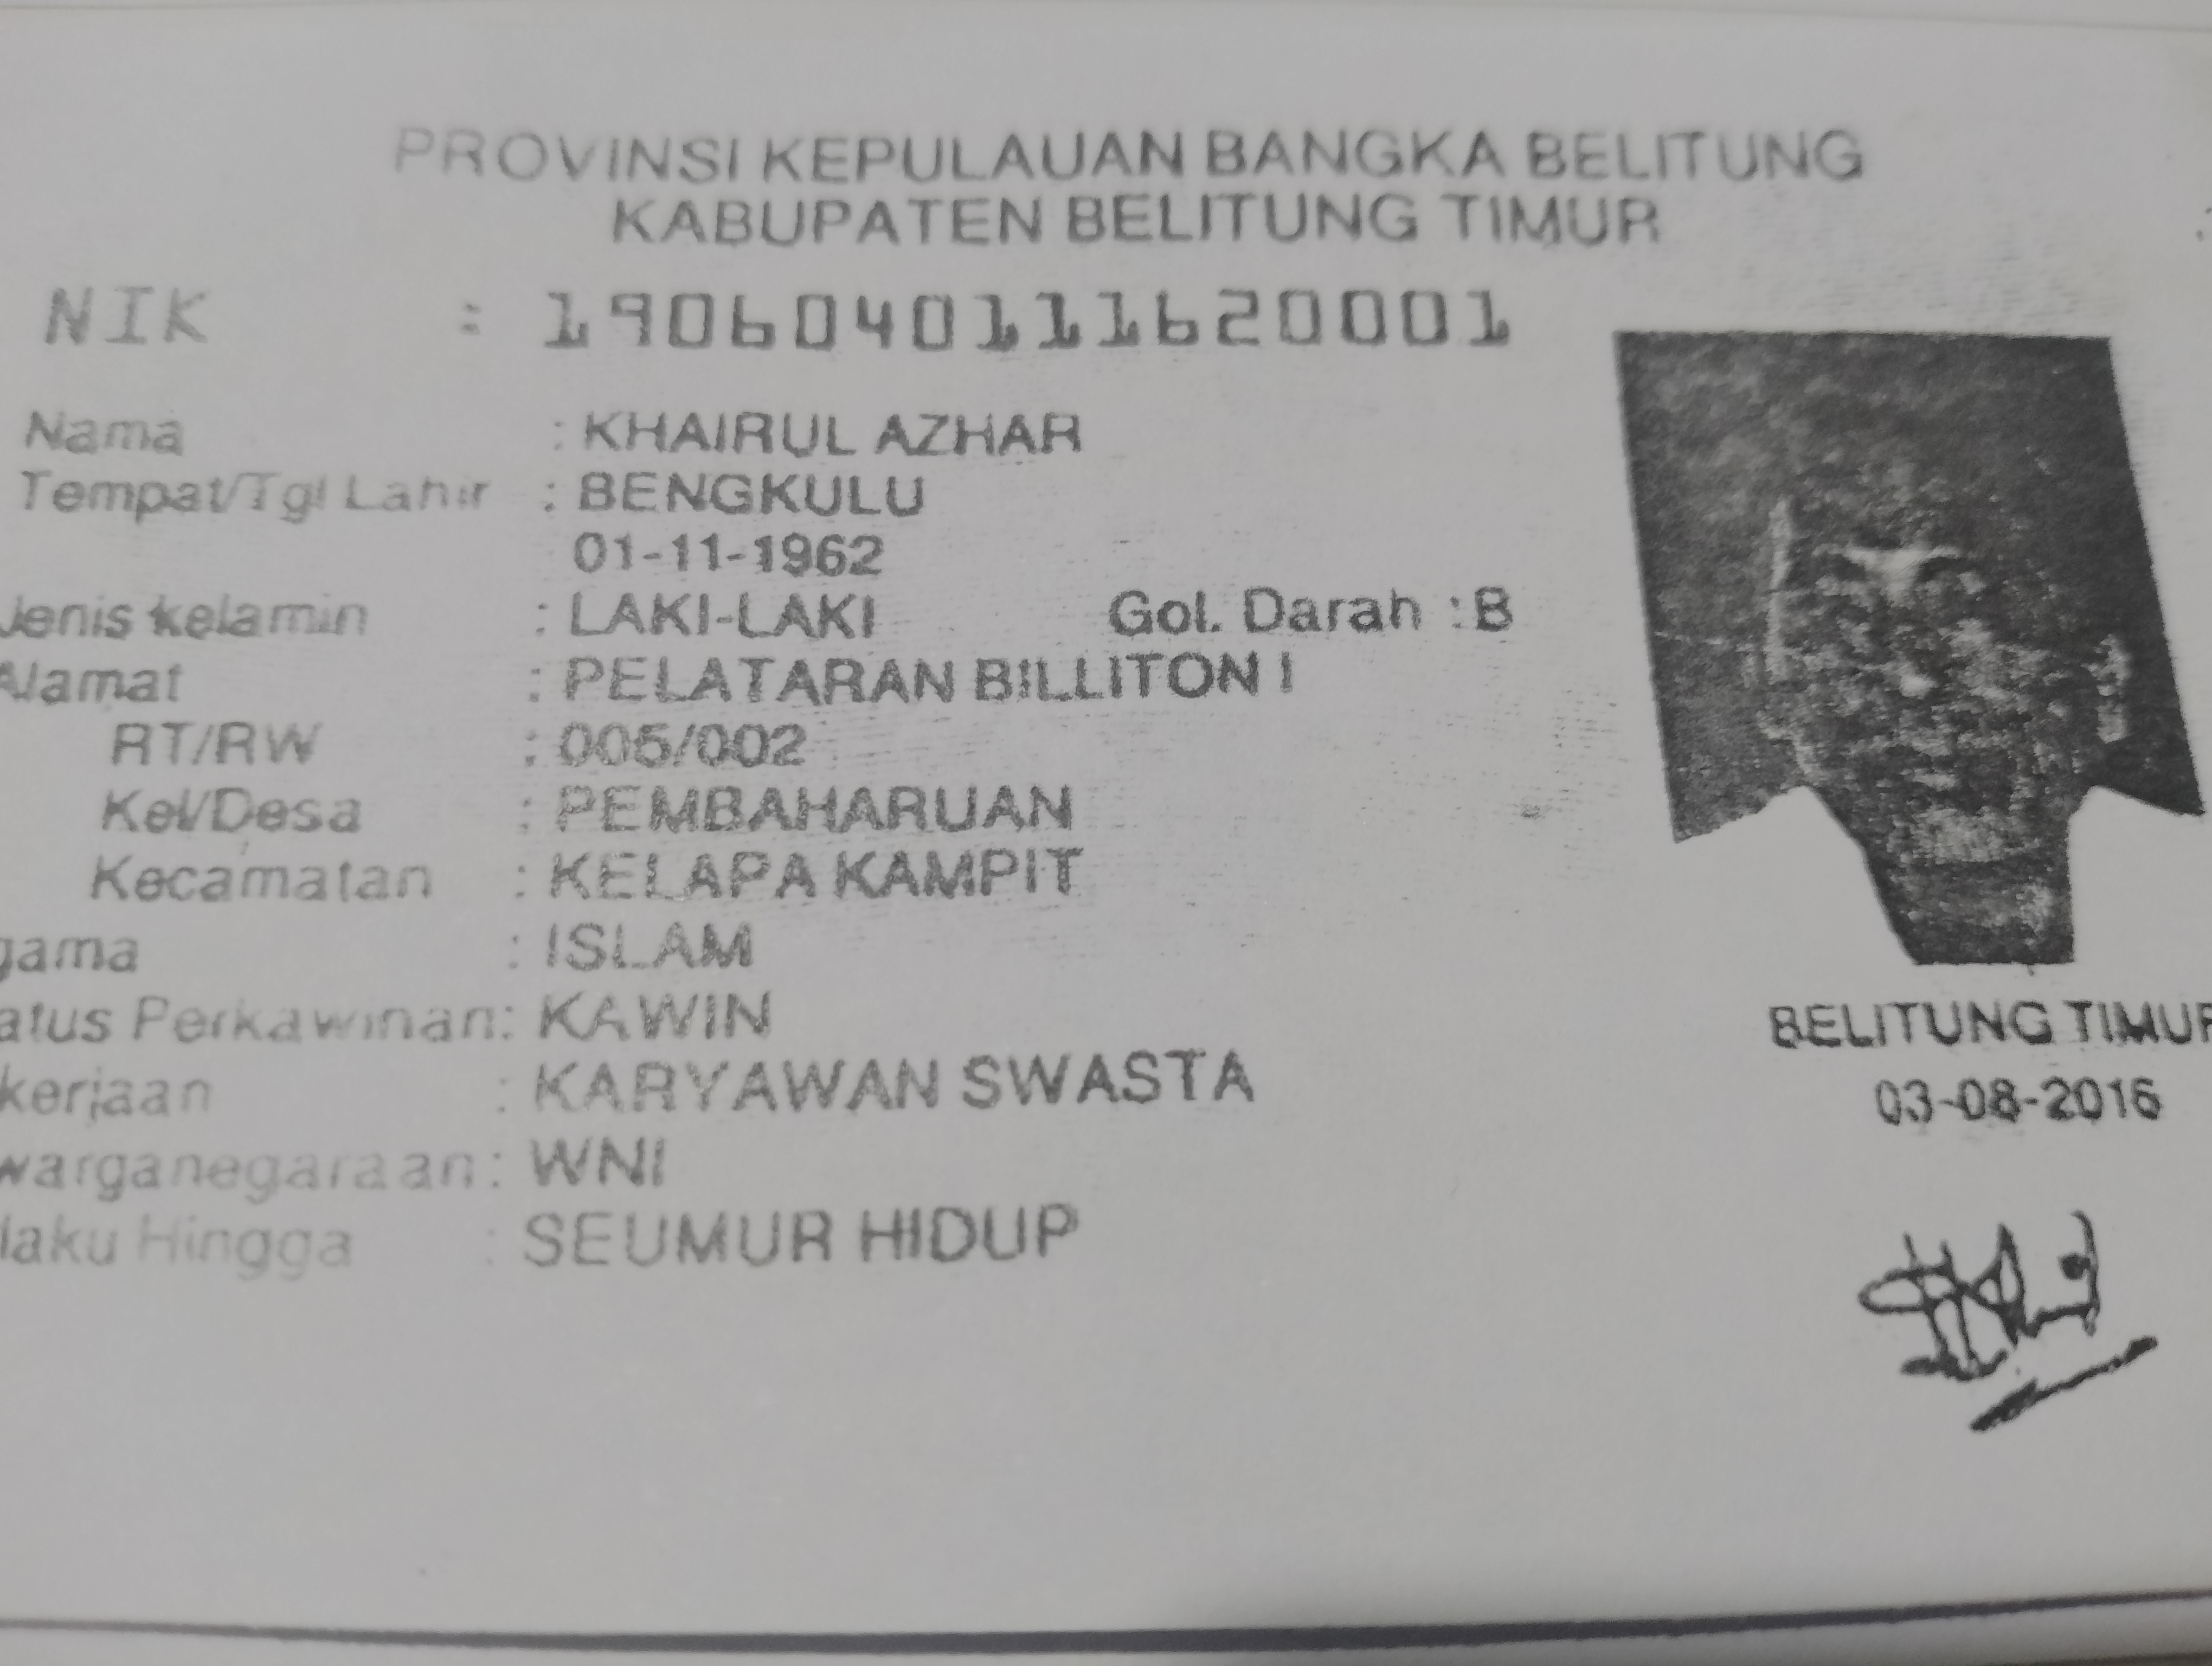 PROVINSI KEPULAUAN BANGKA BELITUNG
KABUPATEN BELITUNG TIMUR
NIK : 1906040111620001
Nama : KHAIRUL AZHAR
Tempat/Tgl Lahir : BENGKULU
01-11-1962
Jenis kelamin : LAKI-LAKI Gol. Darah : B
Alamat : PELATARAN BILLITON I
RT/RW : 005/002
Kel/Desa : PEMBAHARUAN
Kecamatan : KELAPA KAMPIT
gama : ISLAM
atus Perkawinan: KAWIN
kerjaan : KARYAWAN SWASTA
warganegaraan: WNI
laku Hingga : SEUMUR HIDUP
BELITUNG TIMUR
03-08-2016